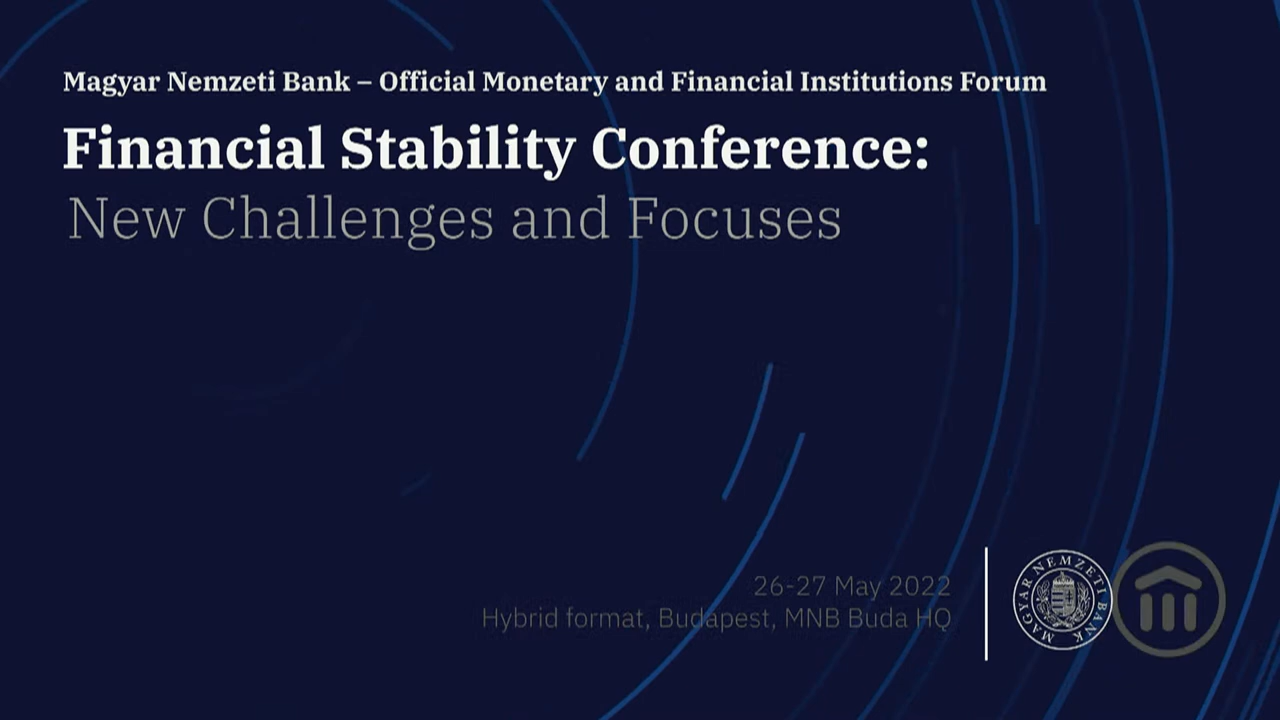 Magyar Nemzeti Bank – Official Monetary and Financial Institutions Forum
Financial Stability Conference:
New Challenges and Focuses
26-27 May 2022
Hybrid format, Budapest, MNB Buda HQ
MAGYAR NEMZETI BANK